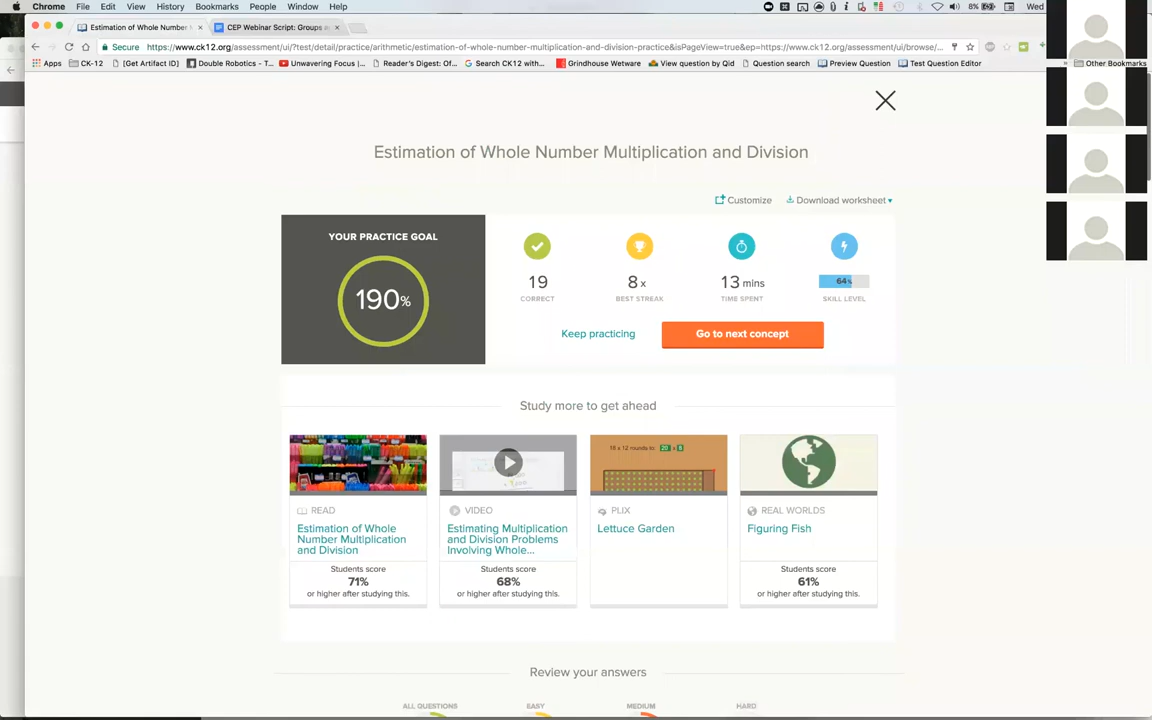 Chrome File Edit View History Bookmarks People Window Help 8% Wed
Estimation of Whole Number M CEP Webinar Script: Groups a
Secure https://www.ck12.org/assessment/ui/?test/detail/practice/arithmetic/estimation-of-whole-number-multiplication-and-division-practice&isPageView=true&ep=https://www.ck12.org/assessment/ui/browse/...
Apps CK-12 [Get Artifact ID] Double Robotics - T... Unwavering Focus |... Reader's Digest: Of... Search CK12 with... Grindhouse Wetware View question by Qid Question search Preview Question Test Question Editor » Other Bookmarks
Estimation of Whole Number Multiplication and Division
Customize Download worksheet
YOUR PRACTICE GOAL
190%
19 8 x 13 mins 64%
CORRECT BEST STREAK TIME SPENT SKILL LEVEL
Keep practicing Go to next concept
Study more to get ahead
16 x 12 rounds to: 20 x
READ VIDEO PLIX REAL WORLDS
Estimation of Whole Number Multiplication and Division
Estimating Multiplication and Division Problems Involving Whole...
Lettuce Garden
Figuring Fish
Students score
71%
or higher after studying this.
Students score
68%
or higher after studying this.
Students score
61%
or higher after studying this.
Review your answers
ALL QUESTIONS EASY MEDIUM HARD